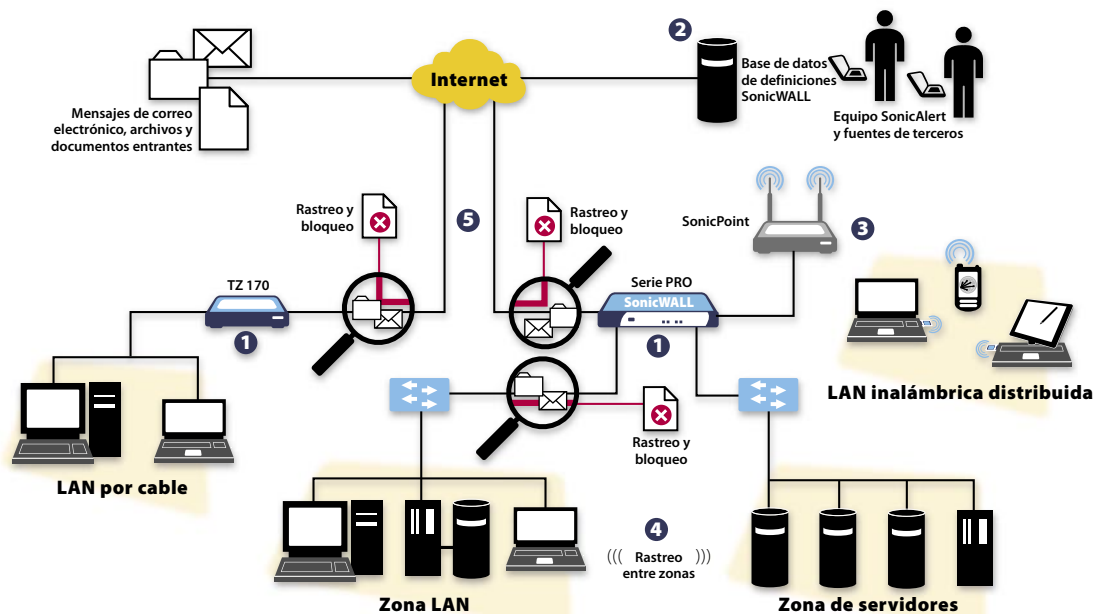 Internet
2
Base de datos
de definiciones
SonicWALL
Mensajes de correo
electrónico, archivos y
documentos entrantes
Equipo SonicAlert
y fuentes de terceros
Rastreo y
bloqueo
5
Rastreo y
bloqueo
SonicPoint
3
TZ 170
1
Serie PRO
SonicWALL
1
LAN inalámbrica distribuida
Rastreo y
bloqueo
LAN por cable
4
((( Rastreo )))
entre zonas
Zona LAN
Zona de servidores